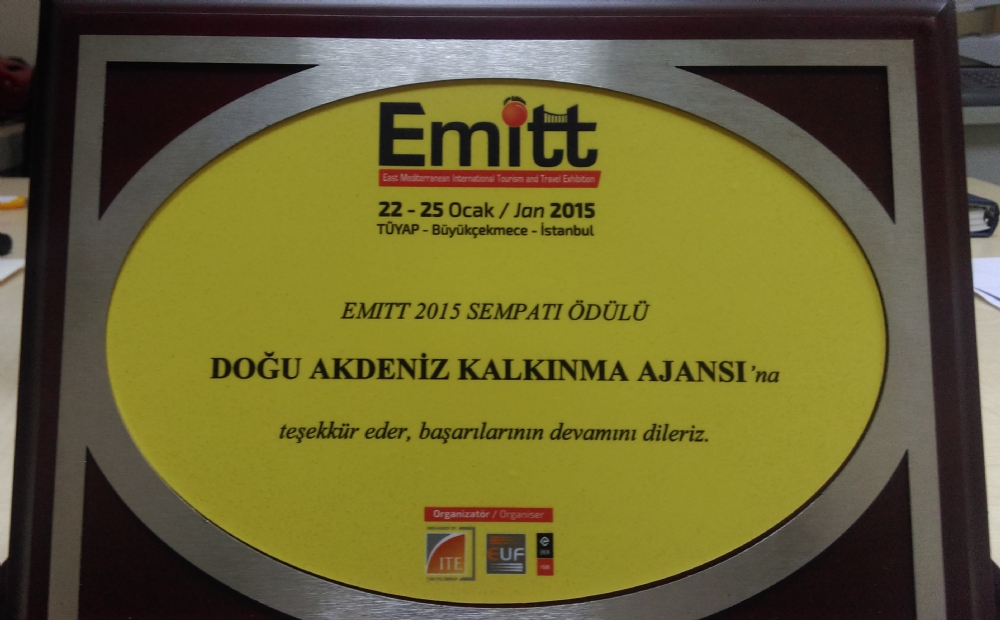 Emitt
East Mediterranean International Tourism and Travel Exhibition
22 - 25 Ocak / Jan 2015
TÜYAP - Büyükçekmece - İstanbul
EMITT 2015 SEMPATI ÖDÜLÜ
DOĞU AKDENİZ KALKINMA AJANSI'na
teşekkür eder, başarılarının devamını dileriz.
Organizatör / Organiser
ITE
EUF